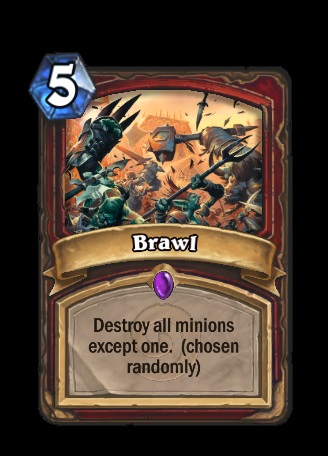 5
Brawl
Destroy all minions
except one.  (chosen
randomly)